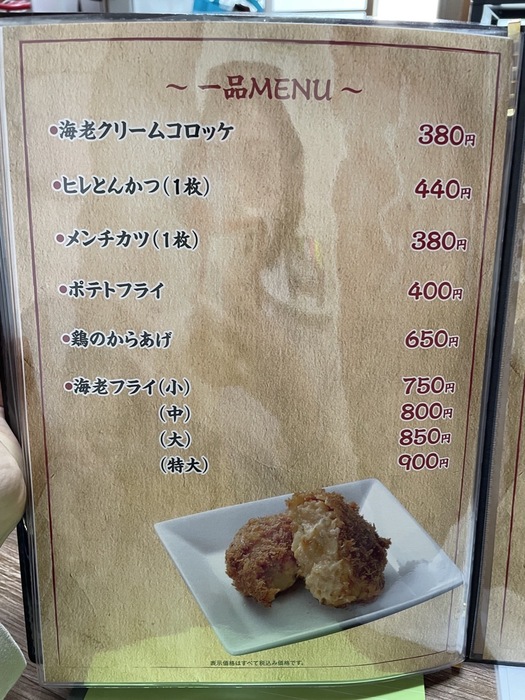 ~ 一品MENU ~
•海老クリームコロッケ 380円
•ヒレとんかつ(1枚) 440円
•メンチカツ(1枚) 380円
•ポテトフライ 400円
•鶏のからあげ 650円
•海老フライ(小) 750円
(中) 800円
(大) 850円
(特大) 900円
表示価格はすべて税込み価格です。